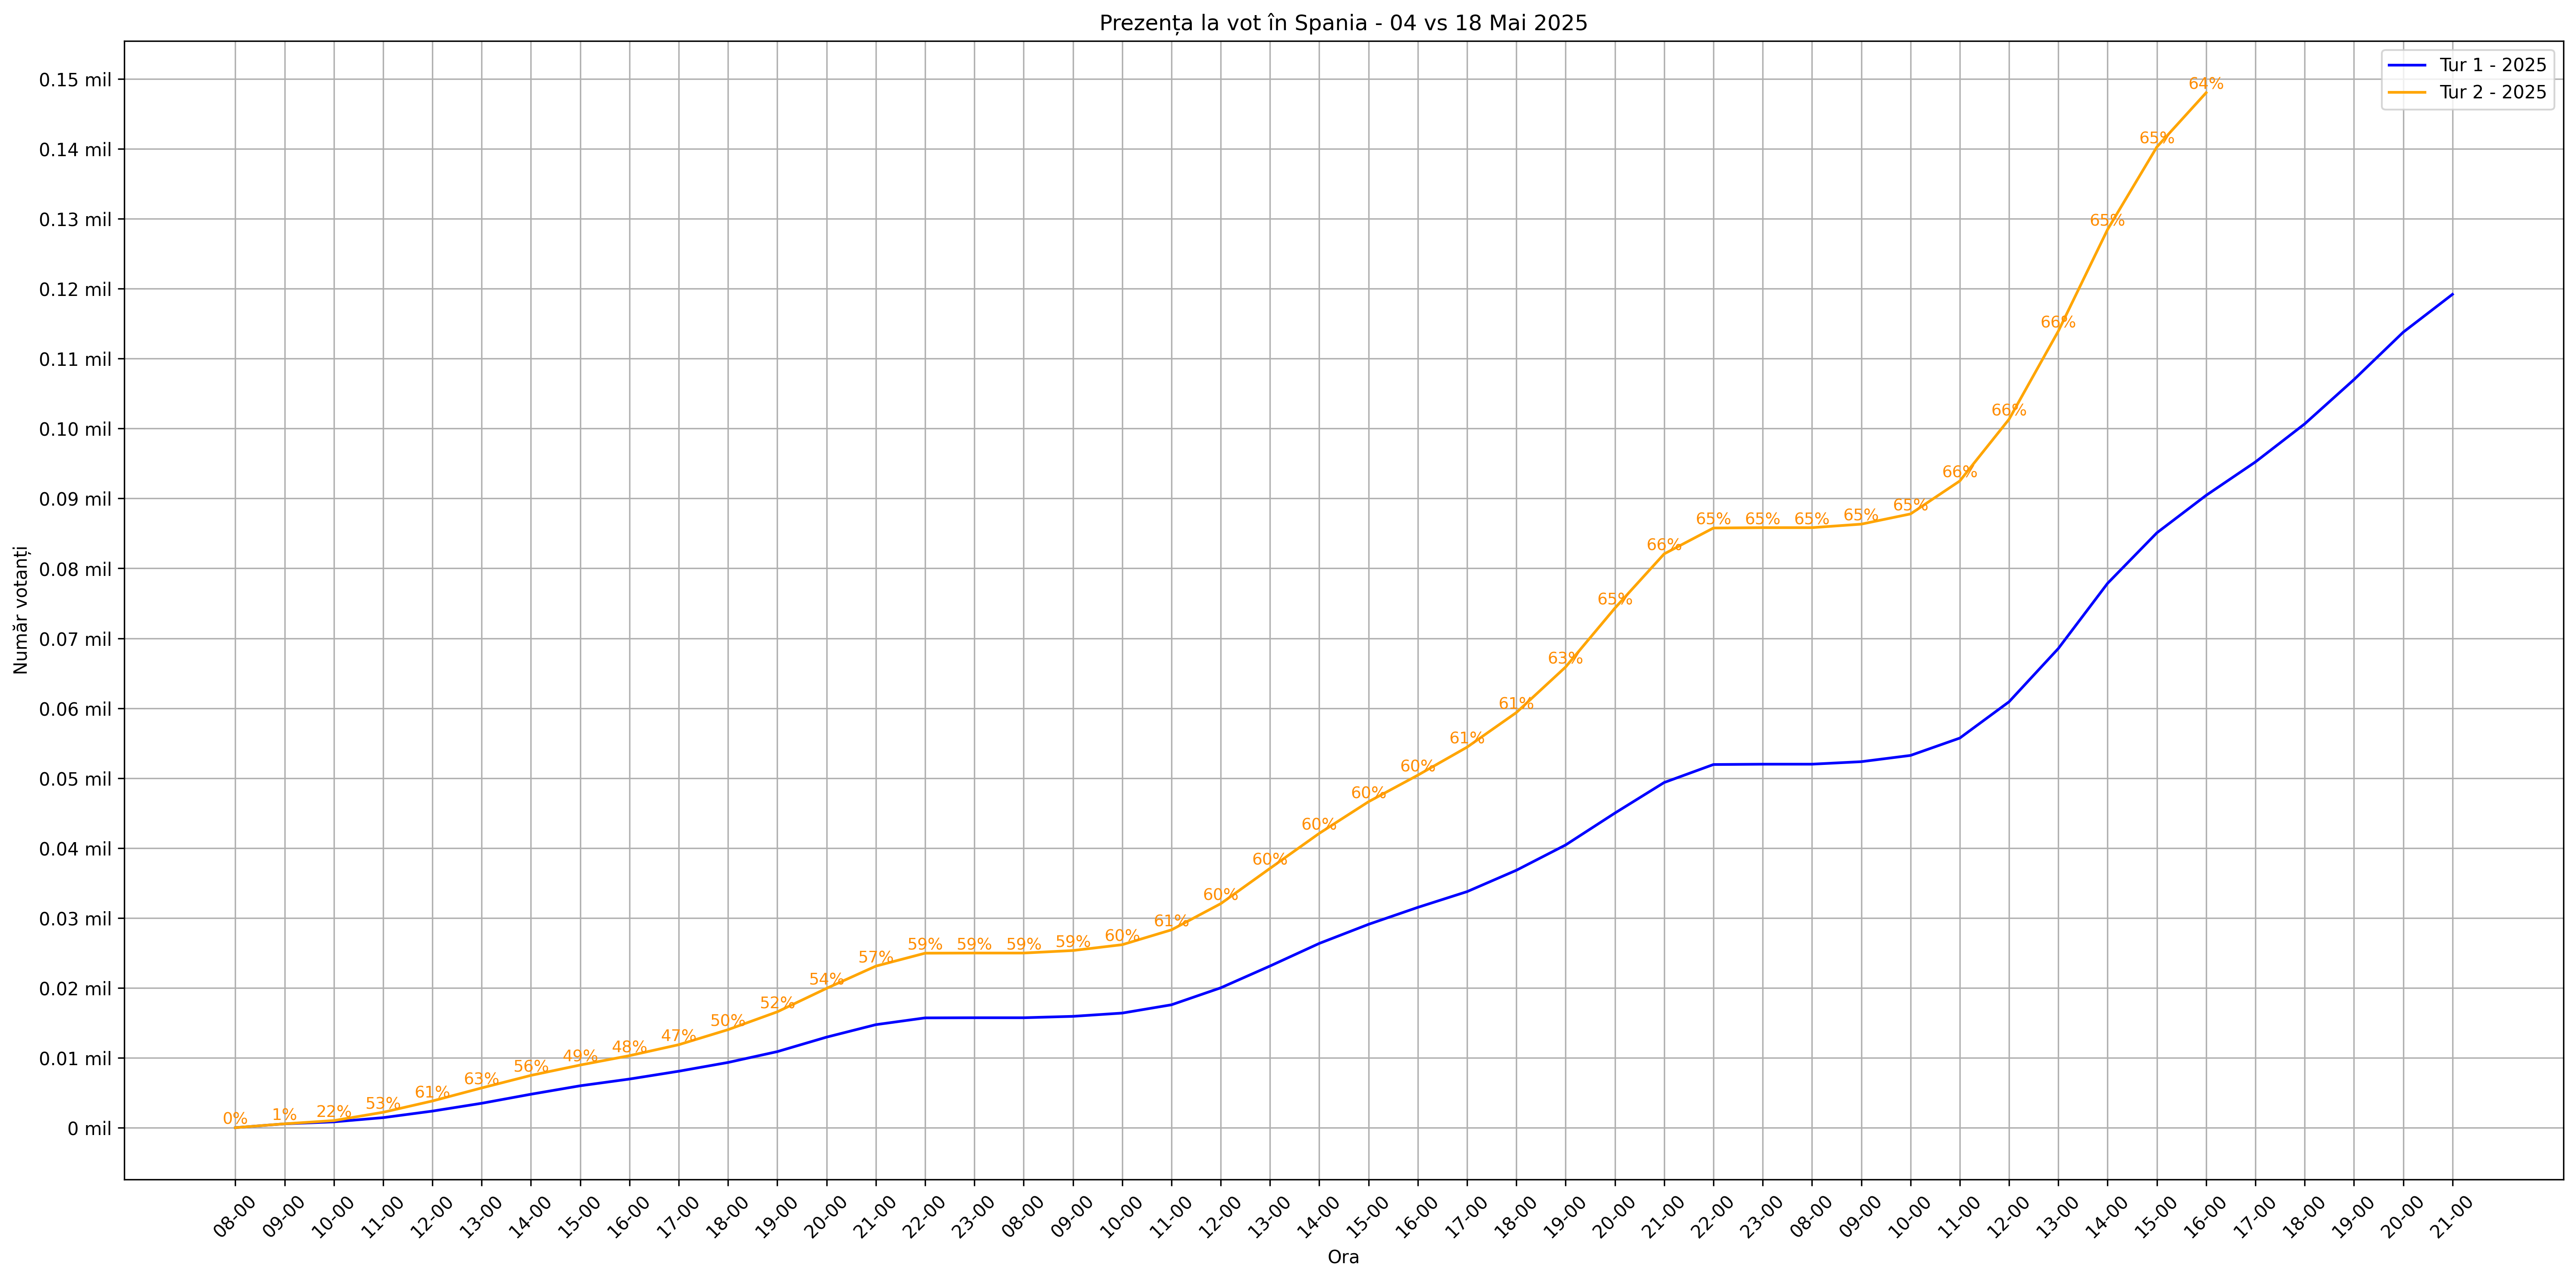 Prezența la vot în Spania - 04 vs 18 Mai 2025
Tur 1 - 2025
Tur 2 - 2025
Număr votanți
0.15 mil
0.14 mil
0.13 mil
0.12 mil
0.11 mil
0.10 mil
0.09 mil
0.08 mil
0.07 mil
0.06 mil
0.05 mil
0.04 mil
0.03 mil
0.02 mil
0.01 mil
0 mil
0% 1% 22% 53% 61% 63% 56% 49% 48% 47% 50% 52% 54% 57% 59% 59% 59% 59% 60% 61% 60% 60% 60% 60% 60% 61% 61% 63% 65% 66% 65% 65% 65% 65% 65% 66% 66% 66% 65% 65% 64%
08-00 09-00 10-00 11-00 12-00 13-00 14-00 15-00 16-00 17-00 18-00 19-00 20-00 21-00 22-00 23-00 08-00 09-00 10-00 11-00 12-00 13-00 14-00 15-00 16-00 17-00 18-00 19-00 20-00 21-00 22-00 23-00 08-00 09-00 10-00 11-00 12-00 13-00 14-00 15-00 16-00 17-00 18-00 19-00 20-00 21-00
Ora